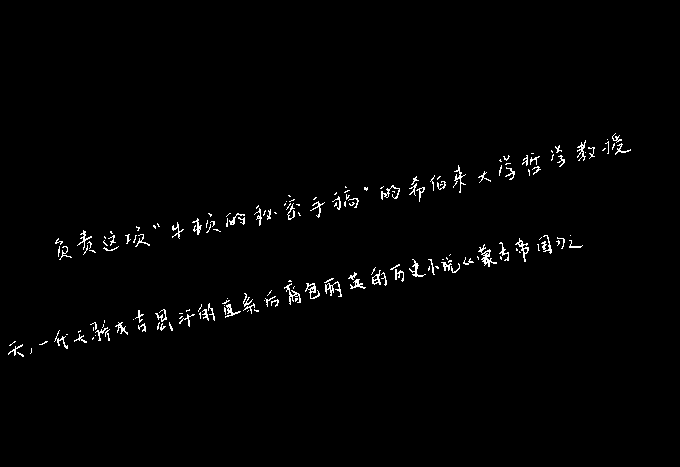 负责这项“牛顿的秘密手稿”的希伯来大学哲学教授
天，一代天骄成吉思汗的直系后裔包丽英的历史小说《蒙古帝国》之